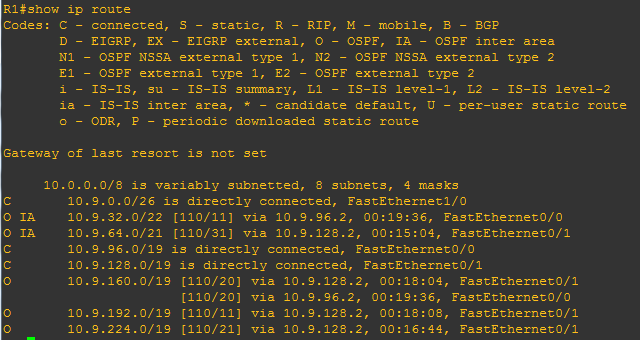 R1#show ip route
Codes: C - connected, S - static, R - RIP, M - mobile, B - BGP
D - EIGRP, EX - EIGRP external, O - OSPF, IA - OSPF inter area
N1 - OSPF NSSA external type 1, N2 - OSPF NSSA external type 2
E1 - OSPF external type 1, E2 - OSPF external type 2
i - IS-IS, su - IS-IS summary, L1 - IS-IS level-1, L2 - IS-IS level-2
ia - IS-IS inter area, * - candidate default, U - per-user static route
o - ODR, P - periodic downloaded static route
Gateway of last resort is not set
10.0.0.0/8 is variably subnetted, 8 subnets, 4 masks
C 10.9.0.0/26 is directly connected, FastEthernet1/0
O IA 10.9.32.0/22 [110/11] via 10.9.96.2, 00:19:36, FastEthernet0/0
O IA 10.9.64.0/21 [110/31] via 10.9.128.2, 00:15:04, FastEthernet0/1
C 10.9.96.0/19 is directly connected, FastEthernet0/0
C 10.9.128.0/19 is directly connected, FastEthernet0/1
O 10.9.160.0/19 [110/20] via 10.9.128.2, 00:18:04, FastEthernet0/1
[110/20] via 10.9.96.2, 00:19:36, FastEthernet0/0
O 10.9.192.0/19 [110/11] via 10.9.128.2, 00:18:08, FastEthernet0/1
O 10.9.224.0/19 [110/21] via 10.9.128.2, 00:16:44, FastEthernet0/1